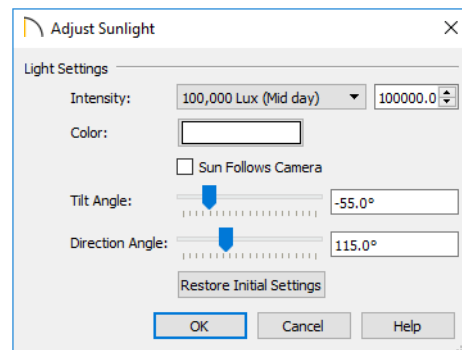 Adjust Sunlight
Light Settings
Intensity: 100,000 Lux (Mid day) 100000.0
Color:
Sun Follows Camera
Tilt Angle: -55.0°
Direction Angle: 115.0°
Restore Initial Settings
OK Cancel Help